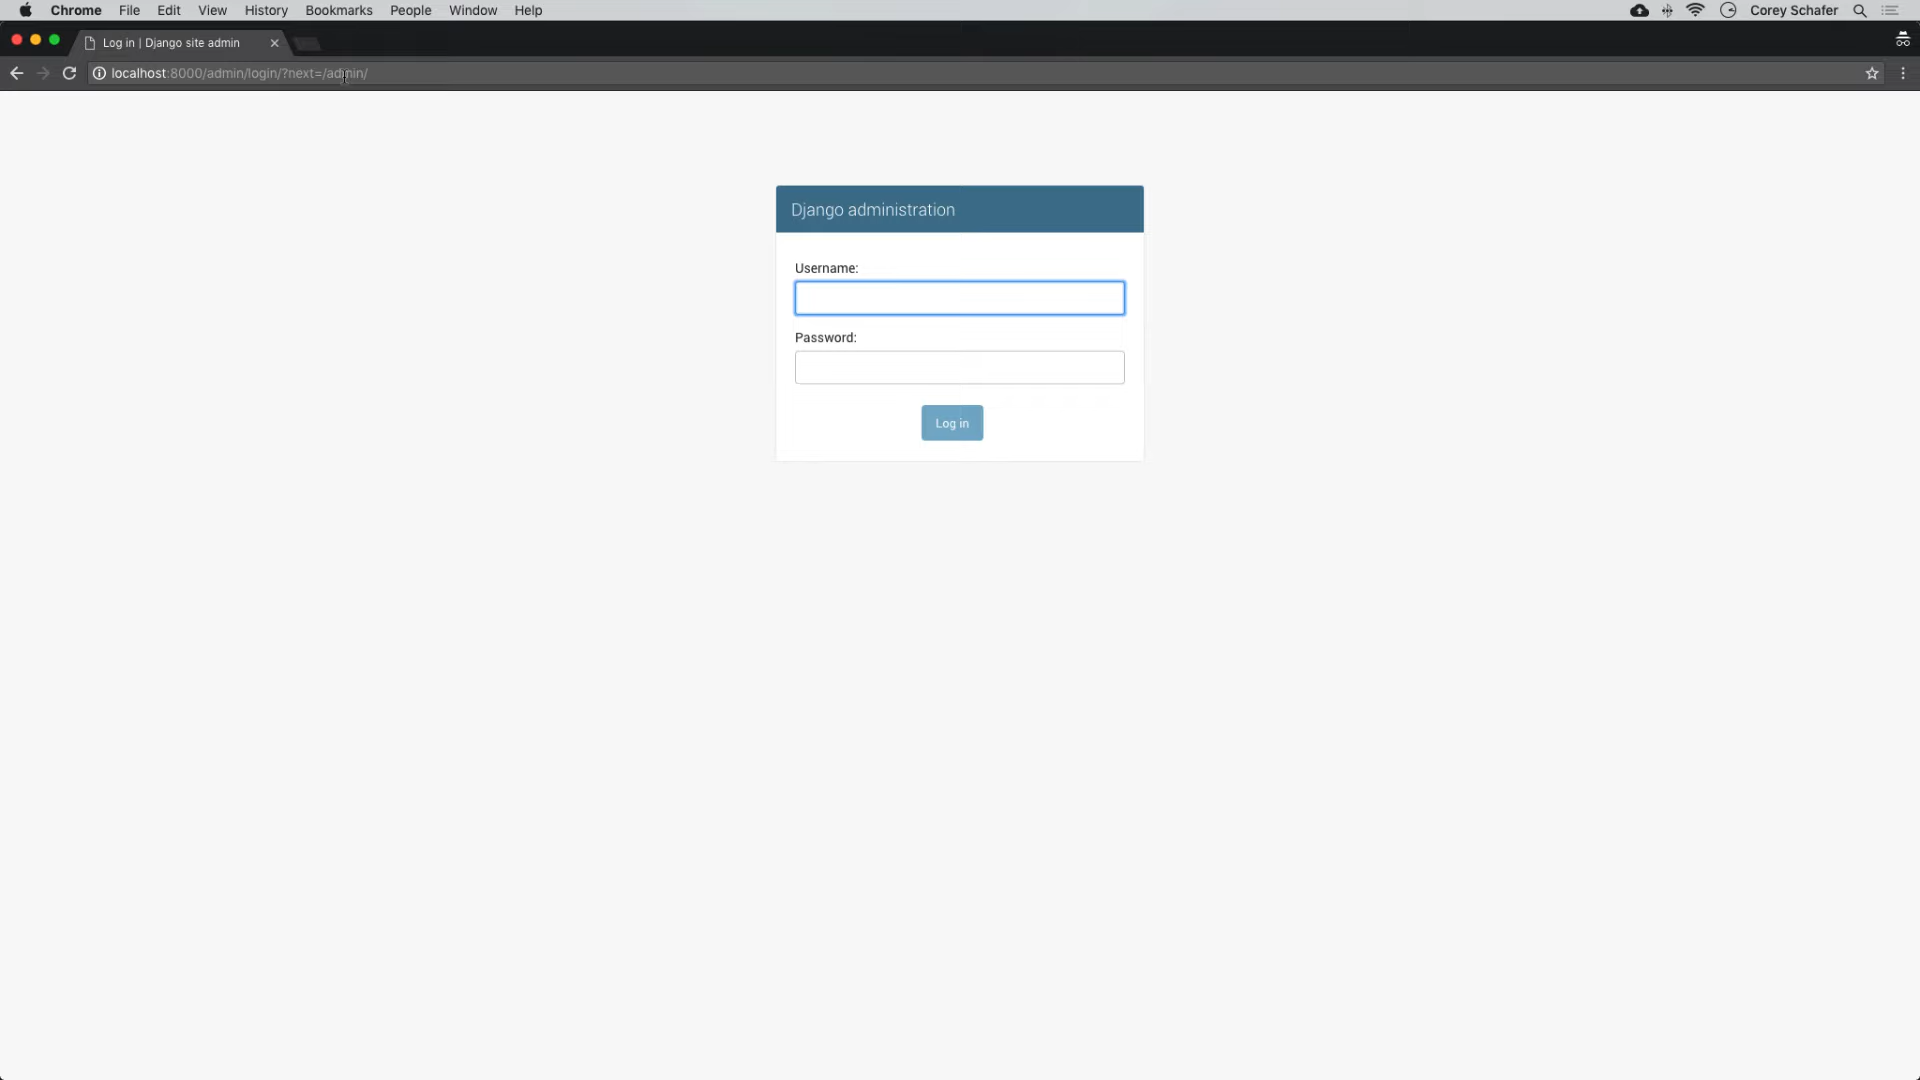 Chrome File Edit View History Bookmarks People Window Help Corey Schafer
Log in | Django site admin
localhost:8000/admin/login/?next=/admin/
Django administration
Username:
Password:
Log in